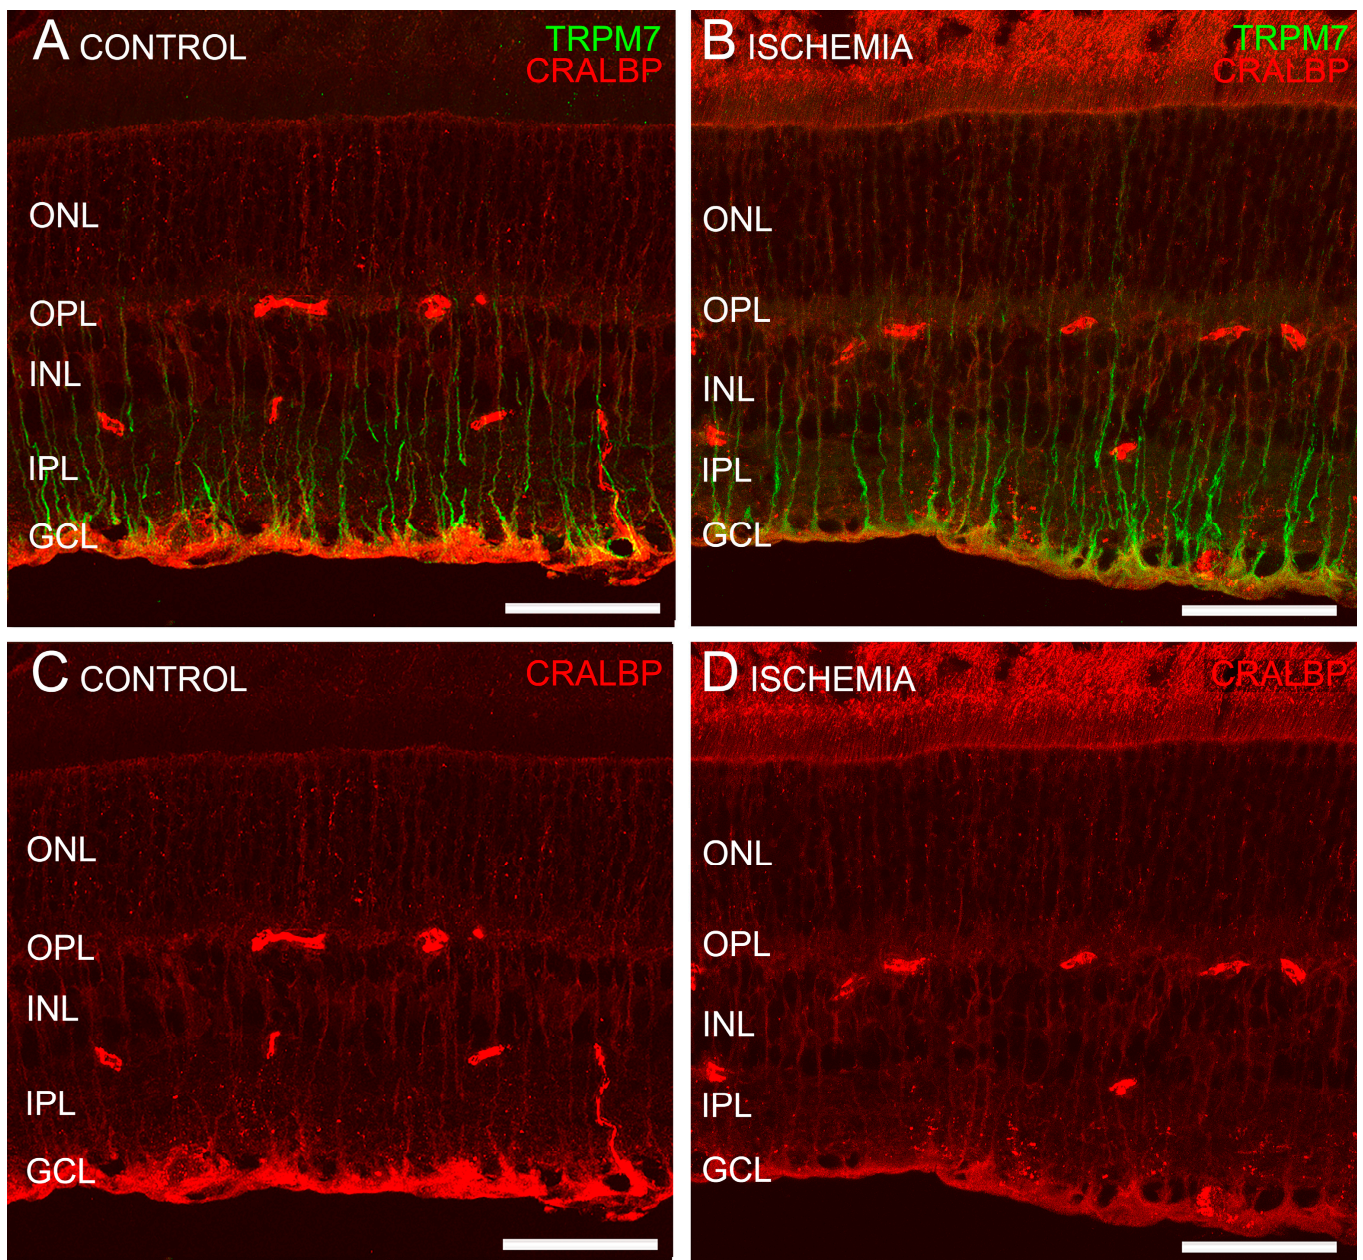 A CONTROL
TRPM7
CRALBP
ONL
OPL
INL
IPL
GCL
B ISCHEMIA
TRPM7
CRALBP
ONL
OPL
INL
IPL
GCL
C CONTROL
CRALBP
ONL
OPL
INL
IPL
GCL
D ISCHEMIA
CRALBP
ONL
OPL
INL
IPL
GCL